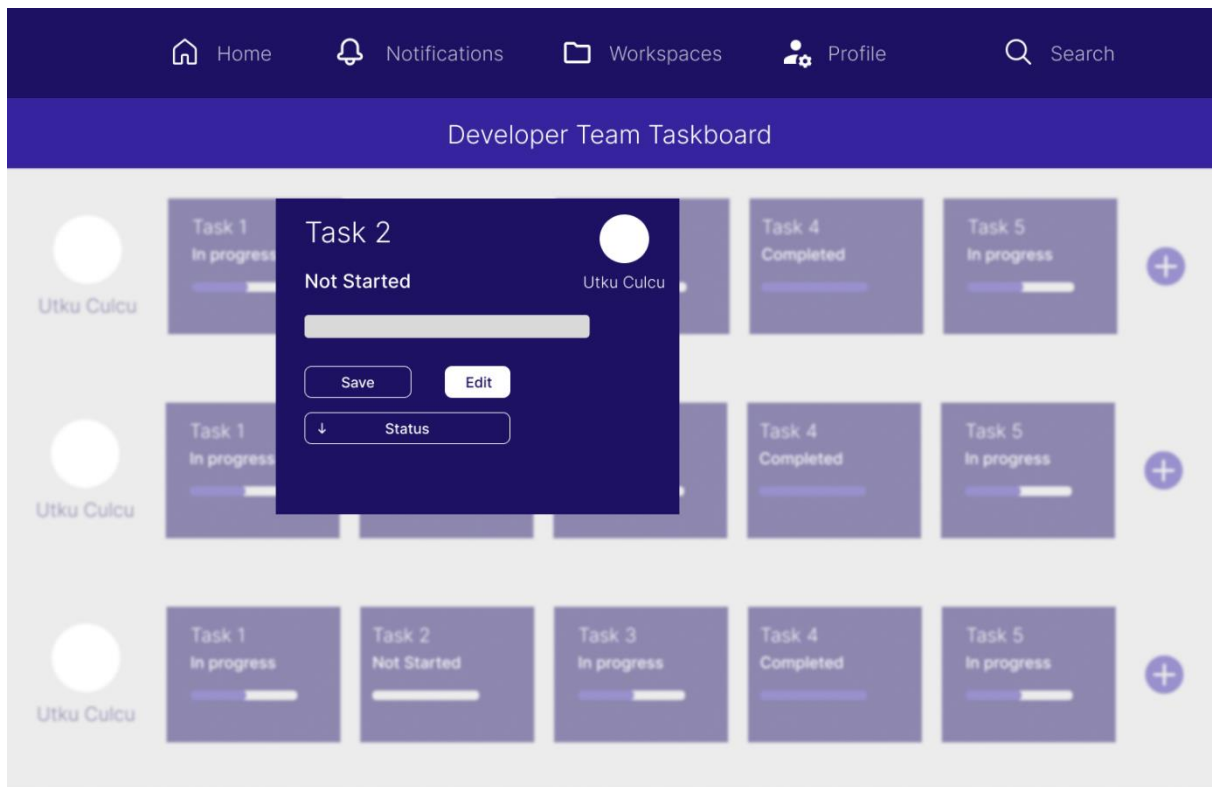 Home Notifications Workspaces Profile Search
Developer Team Taskboard
Task 1
In progress
Utku Culcu
Task 2
Not Started
Utku Culcu
Save Edit
↓ Status
Task 4
Completed
Task 5
In progress
Task 1
In progress
Utku Culcu
Task 4
Completed
Task 5
In progress
Task 1
In progress
Utku Culcu
Task 2
Not Started
Task 3
In progress
Task 4
Completed
Task 5
In progress